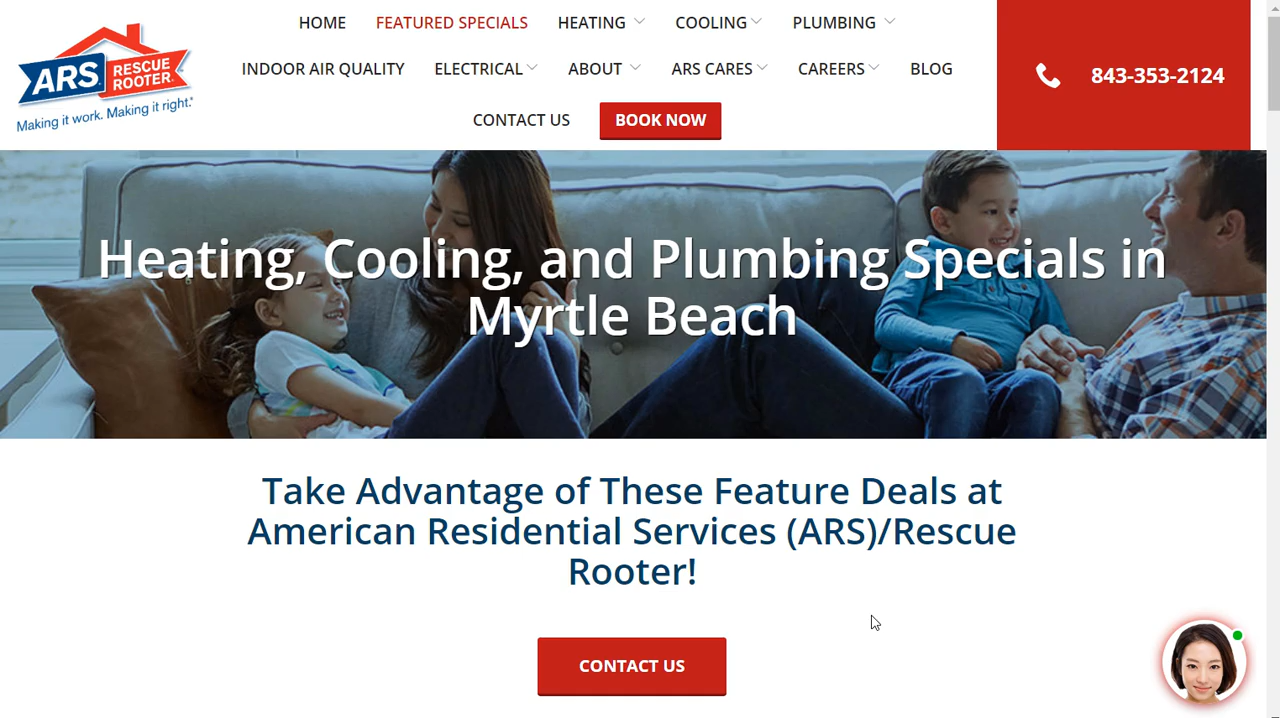 ARS
RESCUE
ROOTER
Making it work. Making it right.®
HOME
FEATURED SPECIALS
HEATING
COOLING
PLUMBING
INDOOR AIR QUALITY
ELECTRICAL
ABOUT
ARS CARES
CAREERS
BLOG
CONTACT US
BOOK NOW
843-353-2124
Heating, Cooling, and Plumbing Specials in
Myrtle Beach
Take Advantage of These Feature Deals at
American Residential Services (ARS)/Rescue
Rooter!
CONTACT US